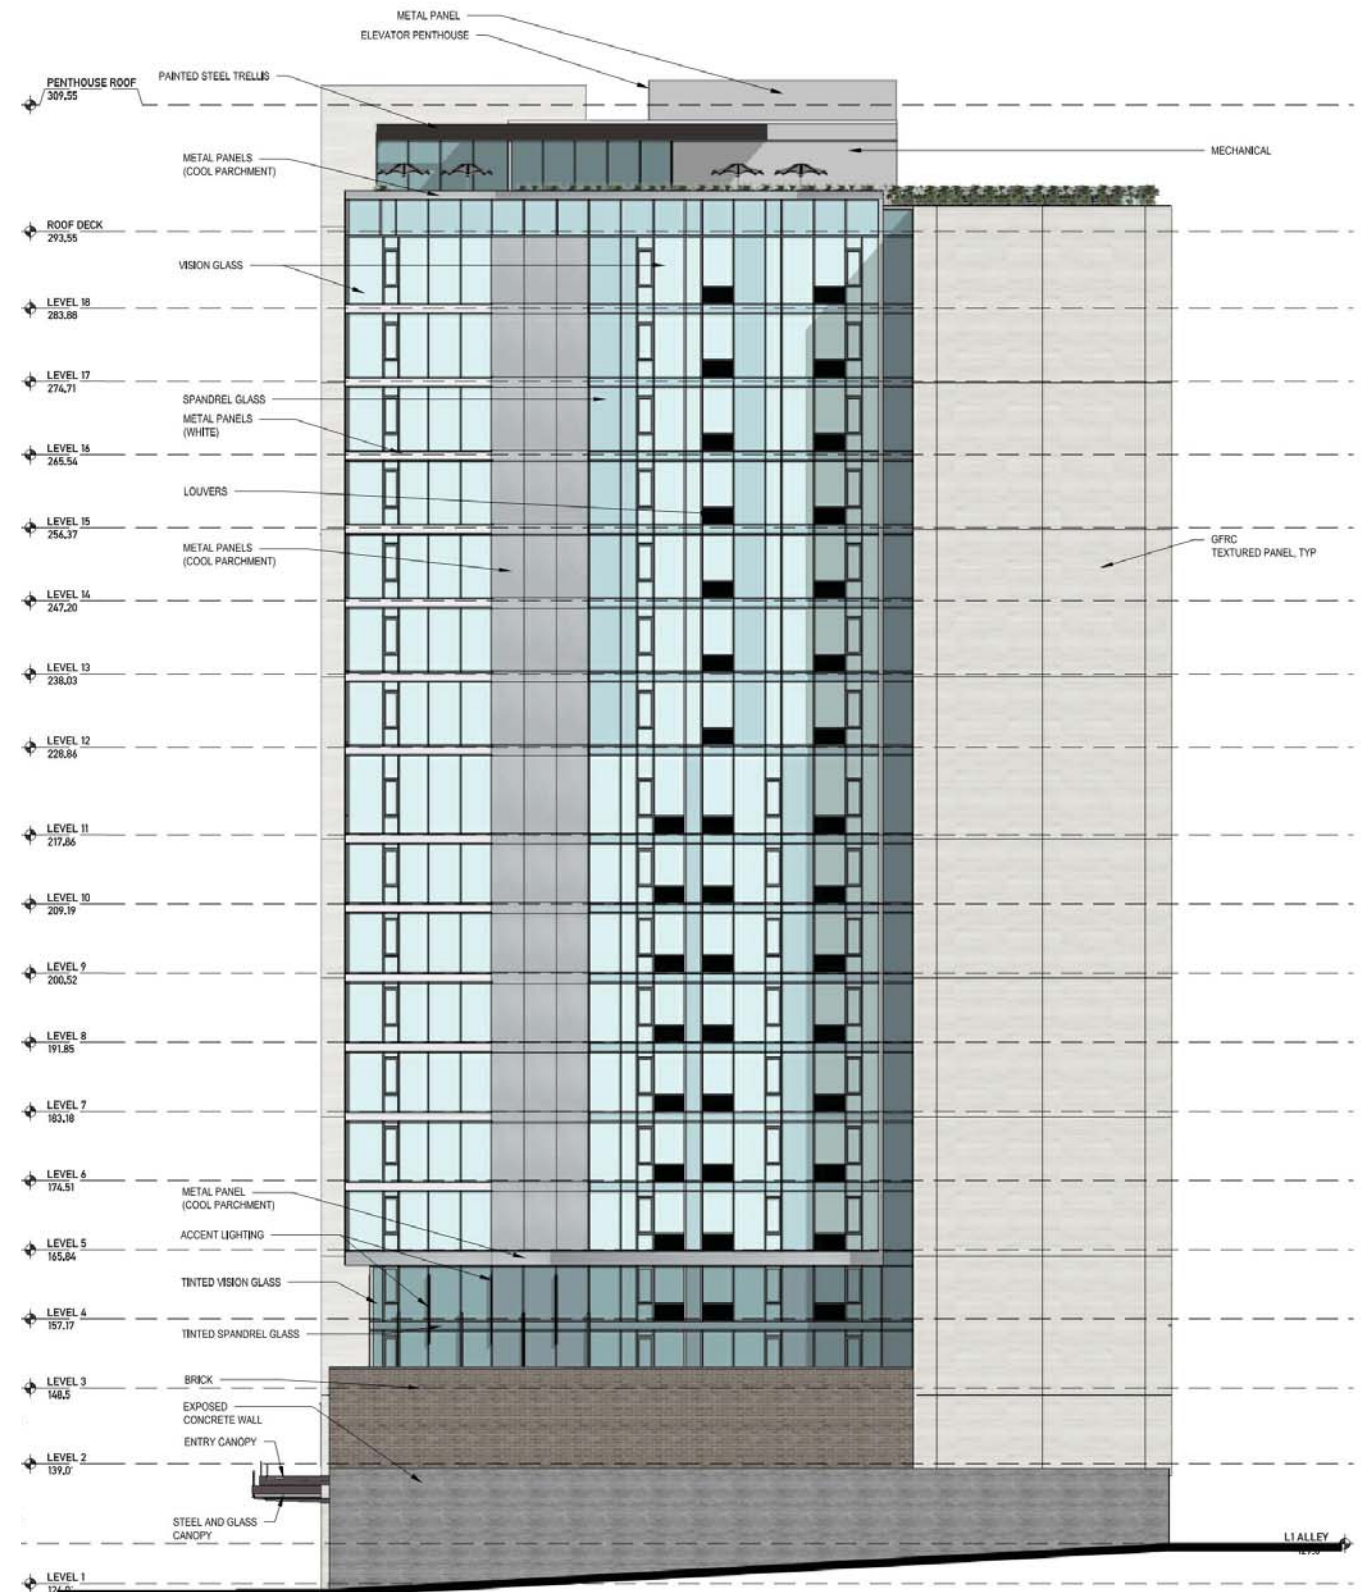 METAL PANEL
ELEVATOR PENTHOUSE
PAINTED STEEL TRELLIS
PENTHOUSE ROOF
309.55
METAL PANELS
(COOL PARCHMENT)
MECHANICAL
ROOF DECK
293.55
VISION GLASS
LEVEL 18
283.88
LEVEL 17
274.71
SPANDREL GLASS
METAL PANELS
(WHITE)
LEVEL 16
265.54
LOUVERS
LEVEL 15
256.37
METAL PANELS
(COOL PARCHMENT)
GFRC
TEXTURED PANEL, TYP
LEVEL 14
247.20
LEVEL 13
238.03
LEVEL 12
228.86
LEVEL 11
217.86
LEVEL 10
209.19
LEVEL 9
200.52
LEVEL 8
191.85
LEVEL 7
183.18
LEVEL 6
174.51
METAL PANEL
(COOL PARCHMENT)
ACCENT LIGHTING
LEVEL 5
165.84
TINTED VISION GLASS
LEVEL 4
157.17
TINTED SPANDREL GLASS
BRICK
LEVEL 3
148.5
EXPOSED
CONCRETE WALL
ENTRY CANOPY
LEVEL 2
139.0'
STEEL AND GLASS
CANOPY
L1 ALLEY
LEVEL 1